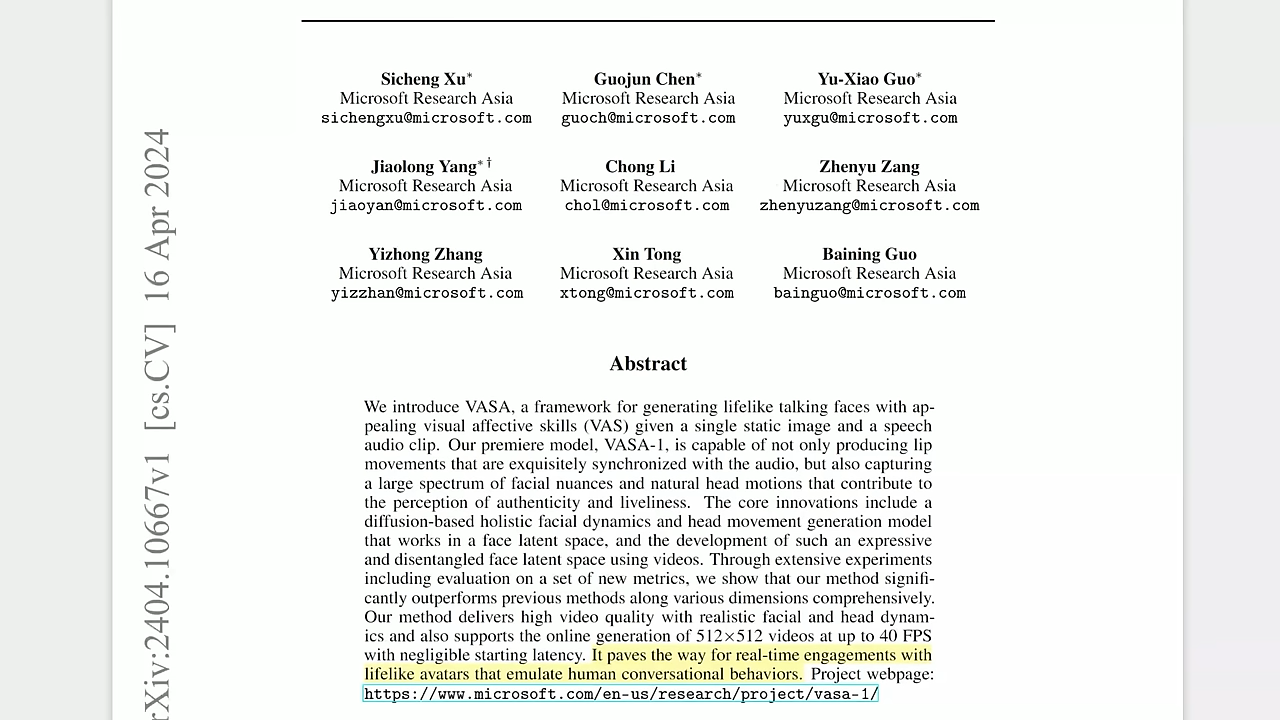 Sicheng Xu* Guojun Chen* Yu-Xiao Guo*
Microsoft Research Asia Microsoft Research Asia Microsoft Research Asia
sichengxu@microsoft.com guoch@microsoft.com yuxgu@microsoft.com
Jiaolong Yang*† Chong Li Zhenyu Zang
Microsoft Research Asia Microsoft Research Asia Microsoft Research Asia
jiaoyan@microsoft.com chol@microsoft.com zhenyuzang@microsoft.com
Yizhong Zhang Xin Tong Baining Guo
Microsoft Research Asia Microsoft Research Asia Microsoft Research Asia
yizzhan@microsoft.com xtong@microsoft.com bainguo@microsoft.com
rXiv:2404.10667v1 [cs.CV] 16 Apr 2024
Abstract
We introduce VASA, a framework for generating lifelike talking faces with ap-
pealing visual affective skills (VAS) given a single static image and a speech
audio clip. Our premiere model, VASA-1, is capable of not only producing lip
movements that are exquisitely synchronized with the audio, but also capturing
a large spectrum of facial nuances and natural head motions that contribute to
the perception of authenticity and liveliness. The core innovations include a
diffusion-based holistic facial dynamics and head movement generation model
that works in a face latent space, and the development of such an expressive
and disentangled face latent space using videos. Through extensive experiments
including evaluation on a set of new metrics, we show that our method signifi-
cantly outperforms previous methods along various dimensions comprehensively.
Our method delivers high video quality with realistic facial and head dynam-
ics and also supports the online generation of 512×512 videos at up to 40 FPS
with negligible starting latency. It paves the way for real-time engagements with
lifelike avatars that emulate human conversational behaviors. Project webpage:
https://www.microsoft.com/en-us/research/project/vasa-1/